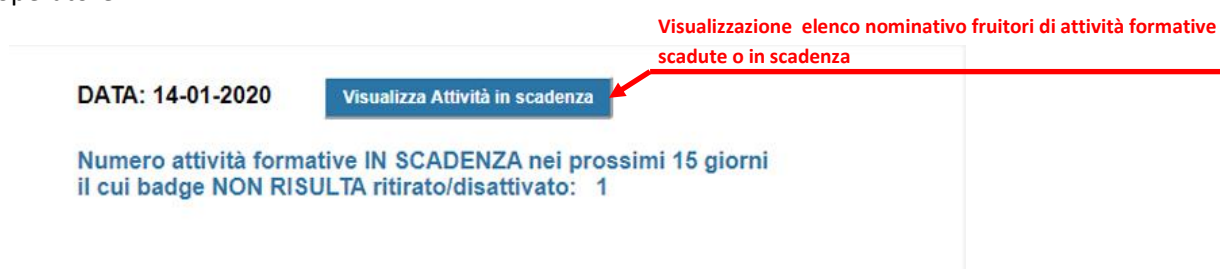 Visualizzazione elenco nominativo fruitori di attività formative
scadute o in scadenza
DATA: 14-01-2020
Visualizza Attività in scadenza
Numero attività formative IN SCADENZA nei prossimi 15 giorni
il cui badge NON RISULTA ritirato/disattivato: 1